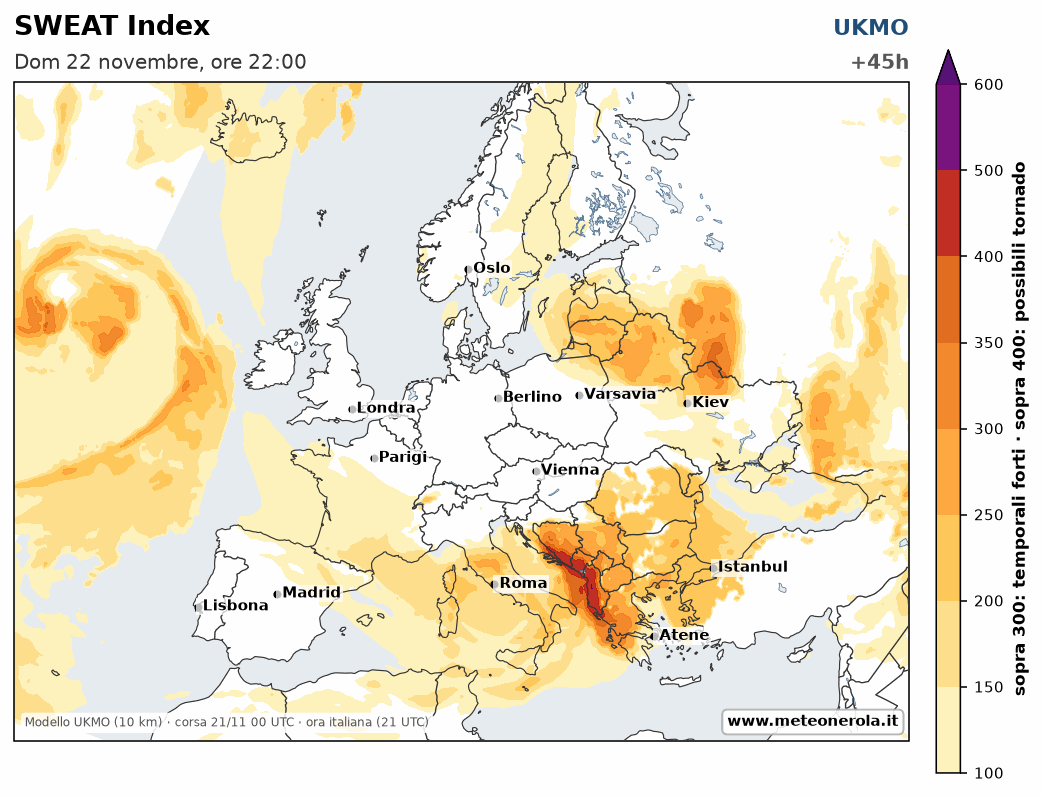 SWEAT Index
UKMO
Dom 22 novembre, ore 22:00
+45h
600
500
400
350
300
250
200
150
100
sopra 300: temporali forti · sopra 400: possibili tornado
Oslo
Berlino
Varsavia
Kiev
Londra
Parigi
Vienna
Istanbul
Roma
Madrid
Lisbona
Atene
Modello UKMO (10 km) · corsa 21/11 00 UTC · ora italiana (21 UTC)
www.meteonerola.it